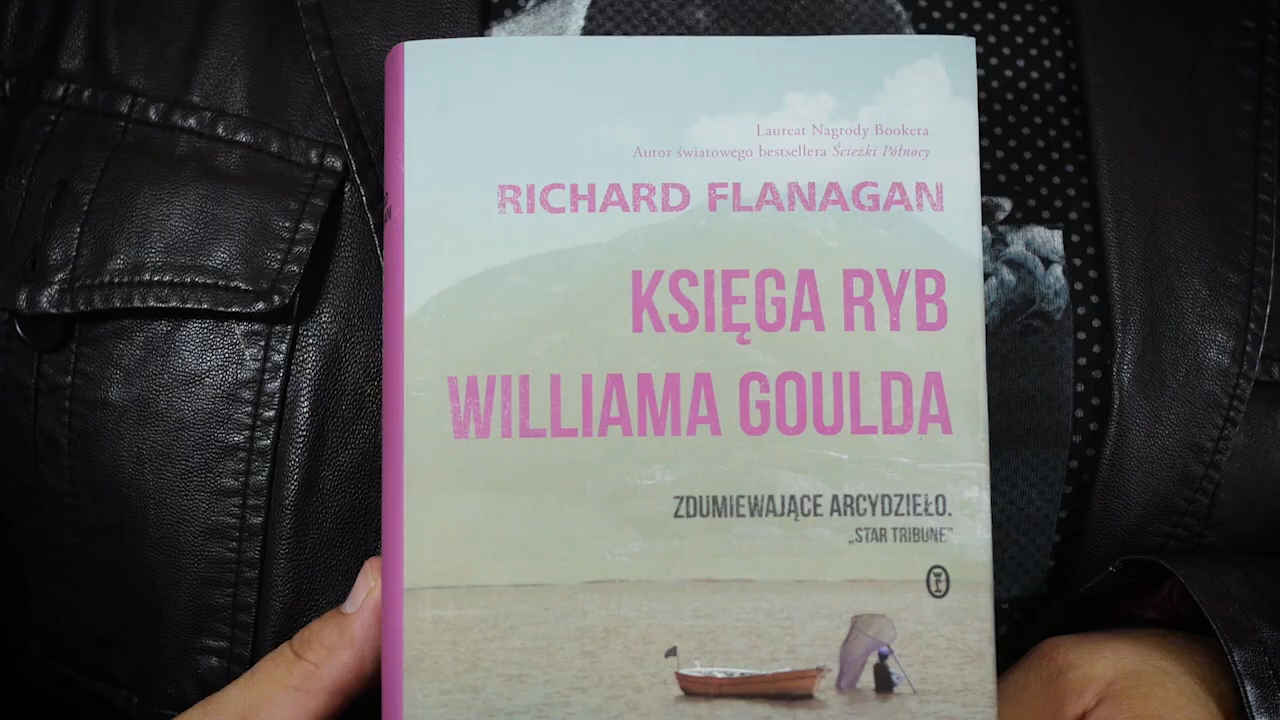 Laureat Nagrody Bookera
Autor światowego bestsellera Ścieżki Północy
RICHARD FLANAGAN
KSIĘGA RYB
WILLIAMA GOULDA
ZDUMIEWAJĄCE ARCYDZIEŁO.
„STAR TRIBUNE”